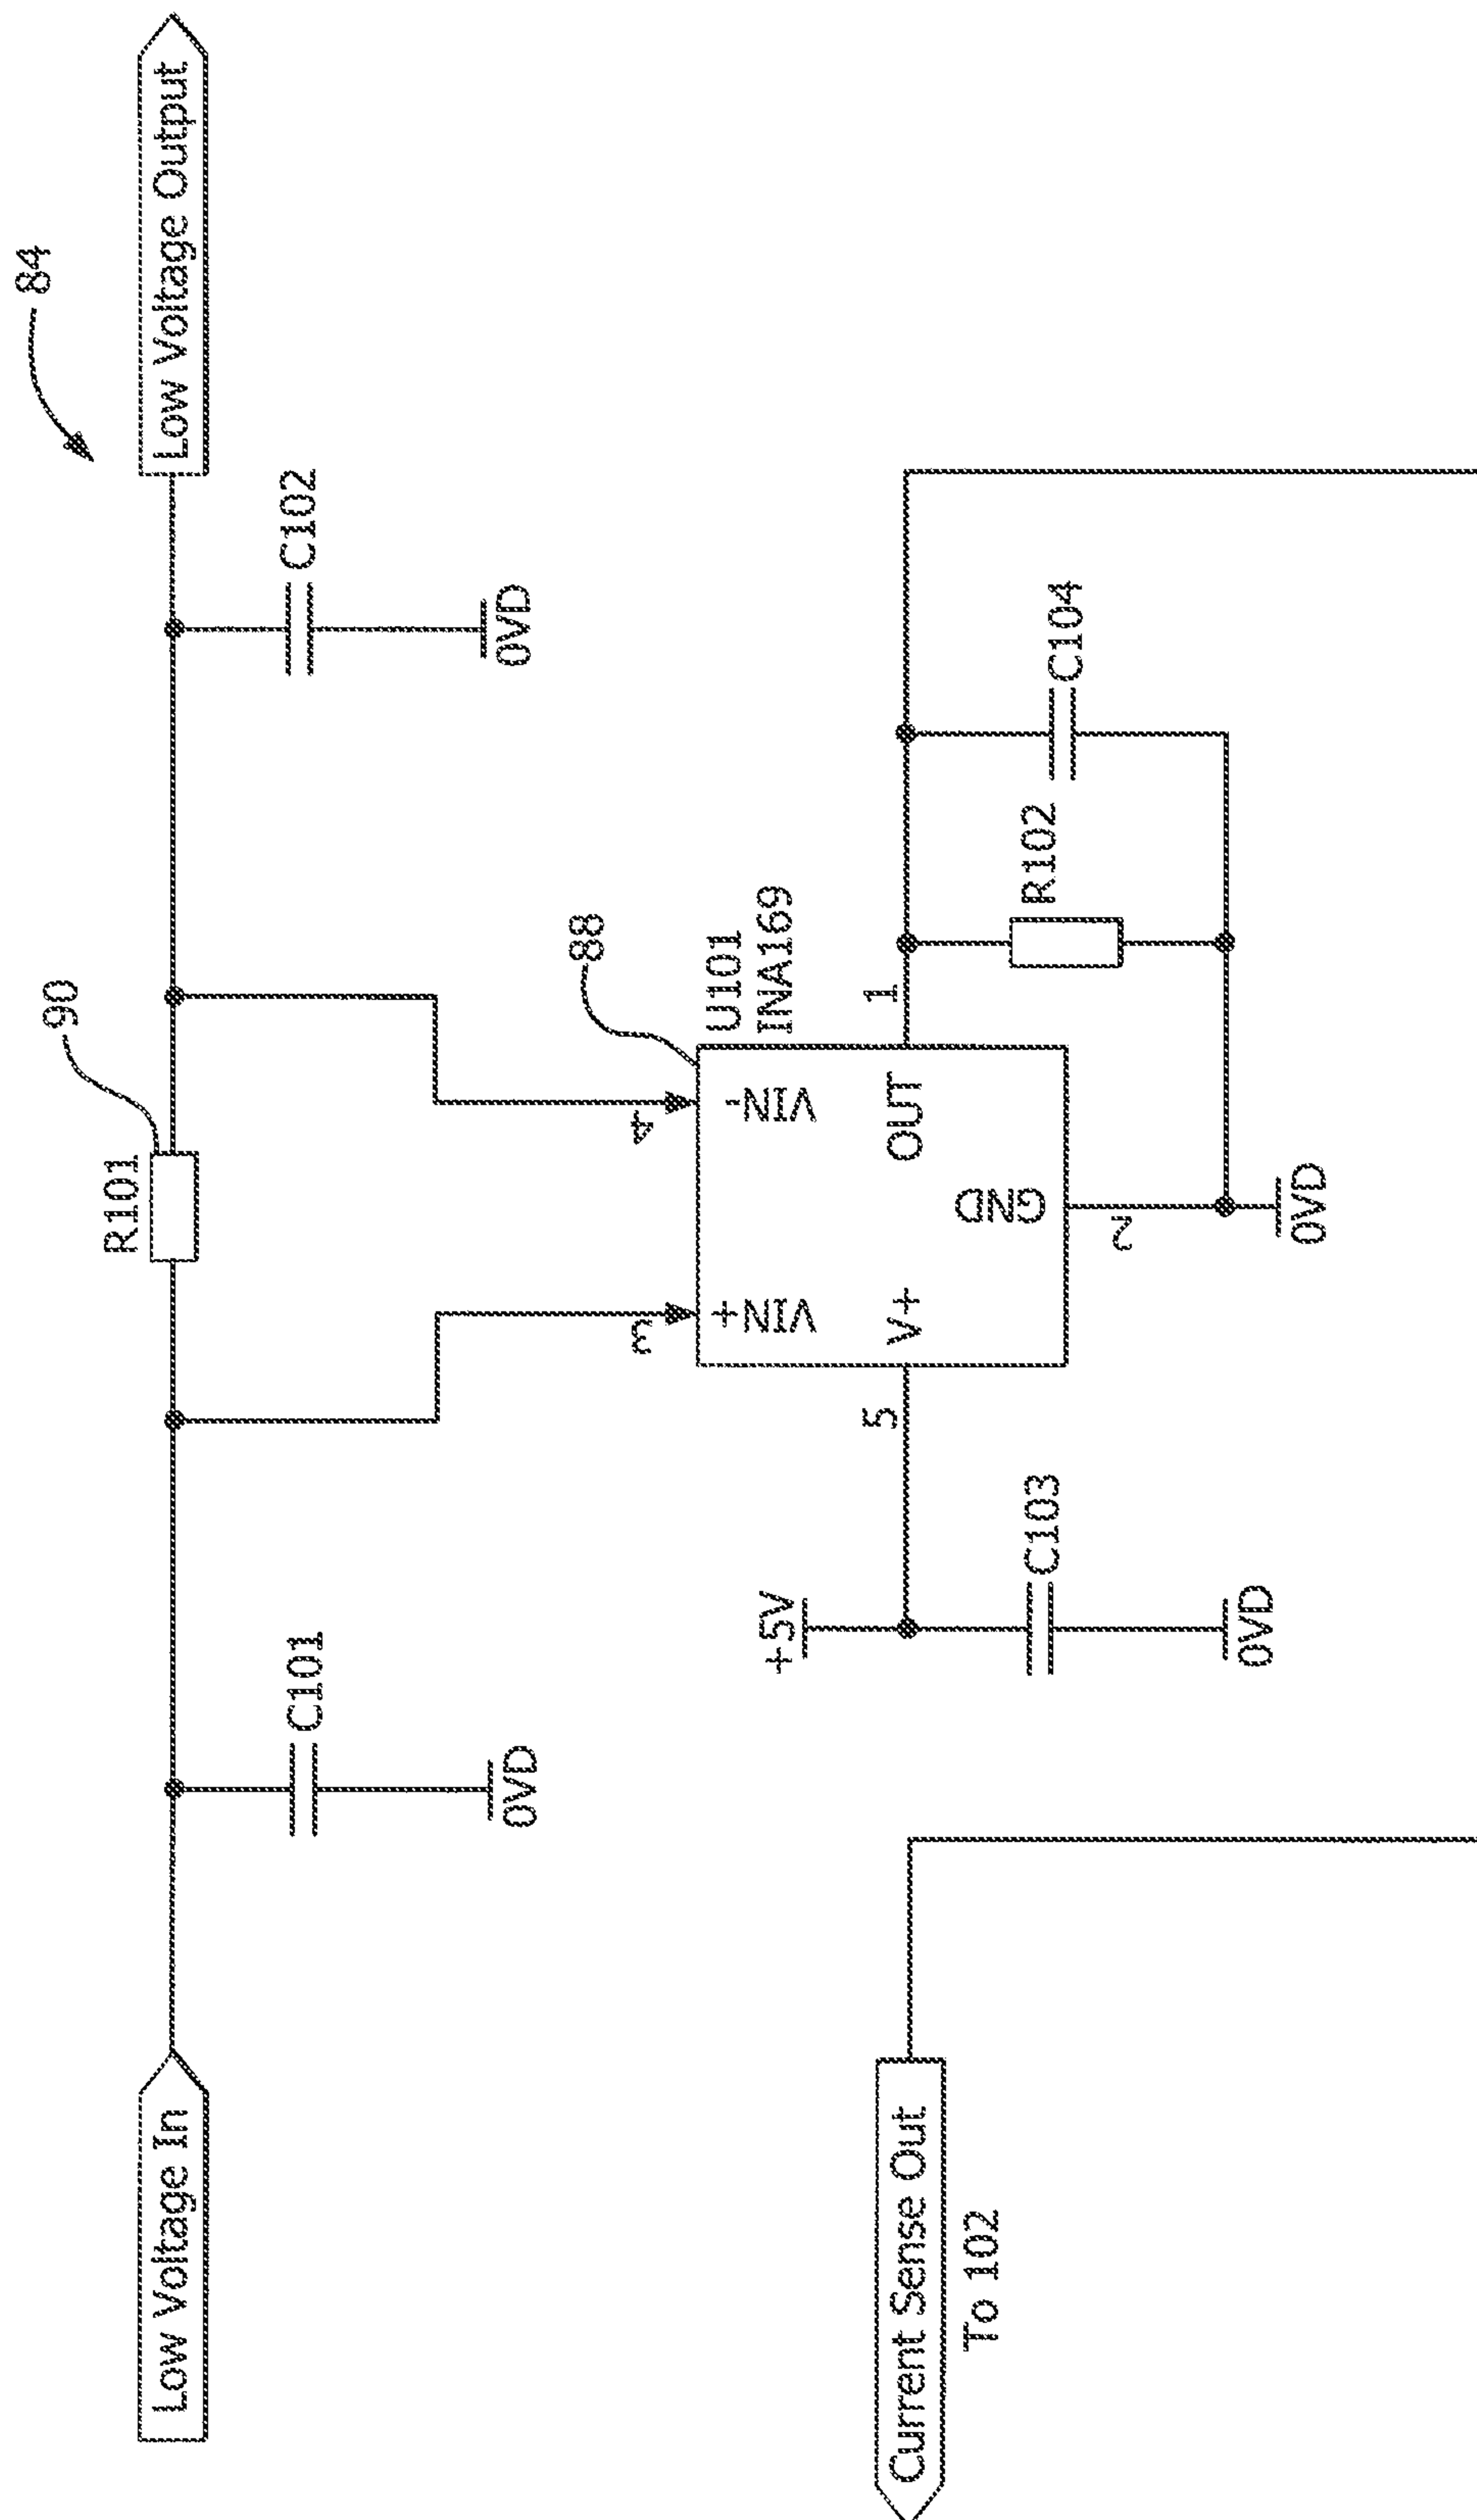 84
Low Voltage In
Low Voltage Output
90
R101
C101
0VD
C102
0VD
88
U101
INA169
3
4
VIN+
VIN-
V+
OUT
GND
5
1
2
+5V
C103
0VD
R102
C104
0VD
Current Sense Out
To 102